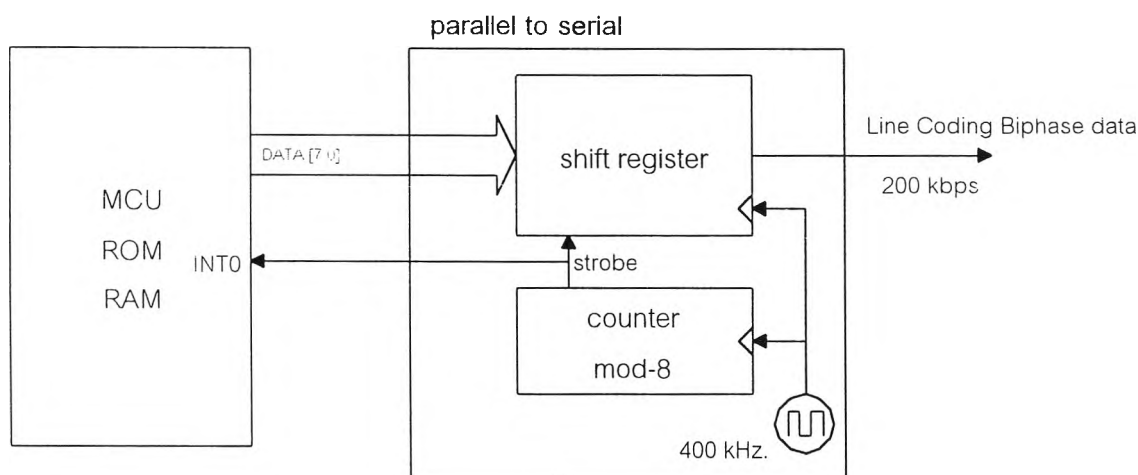 parallel to serial
DATA [7 0]
MCU
ROM
RAM
INT0
shift register
strobe
counter
mod-8
400 kHz.
Line Coding Biphase data
200 kbps